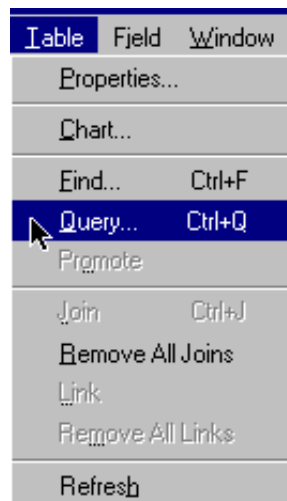 Table Field Window
Properties...
Chart...
Find... Ctrl+F
Query... Ctrl+Q
Promote
Join Ctrl+J
Remove All Joins
Link
Remove All Links
Refresh